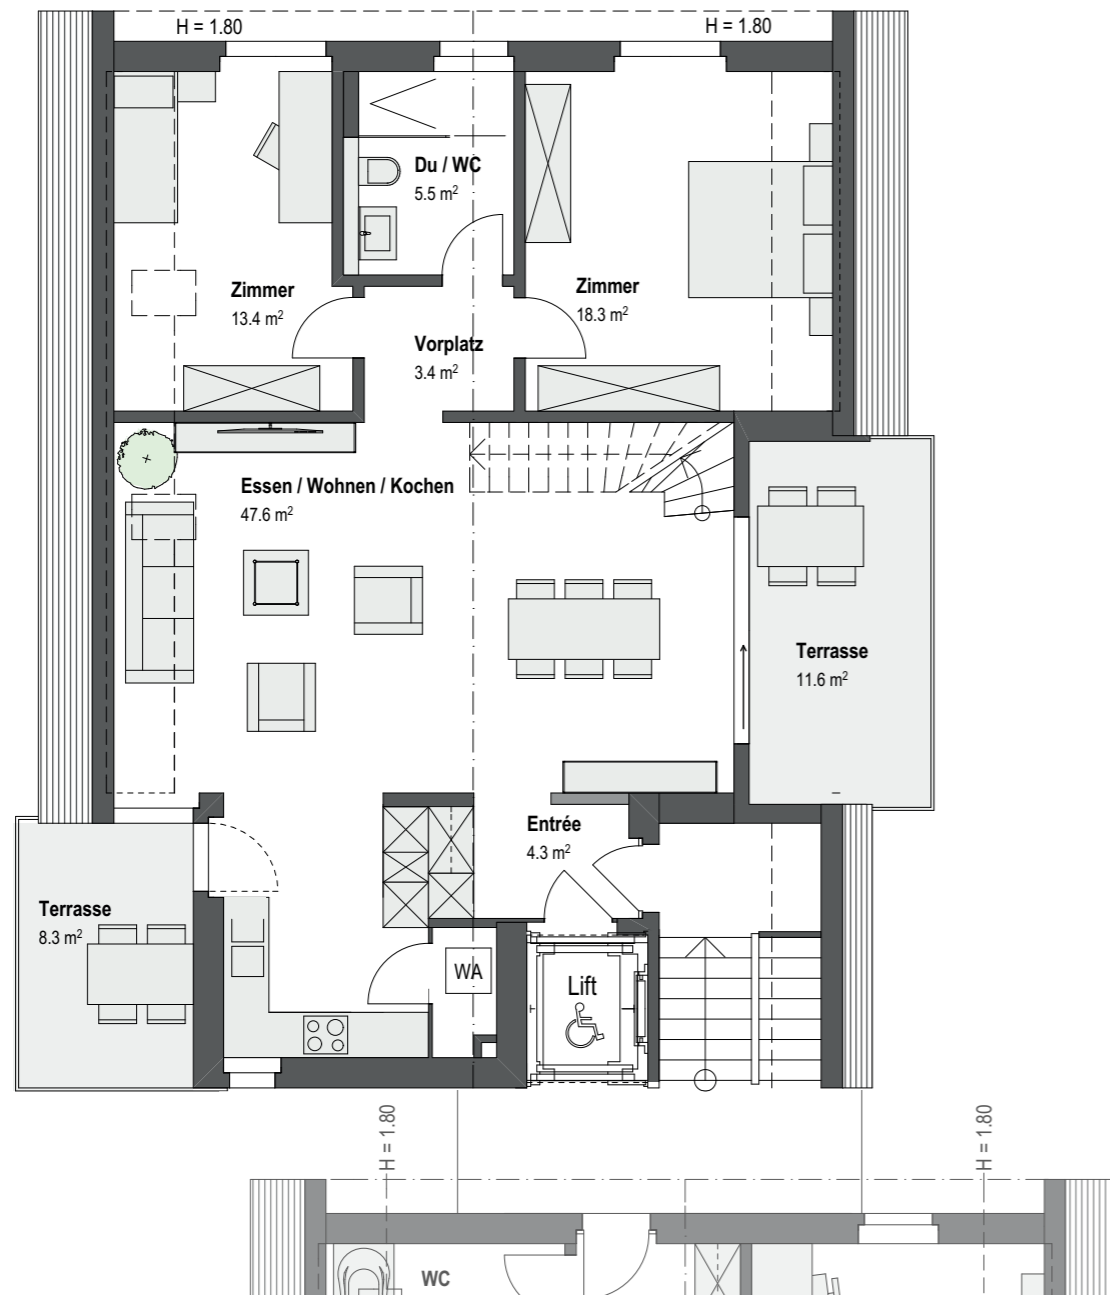 H = 1.80
H = 1.80
Du / WC
5.5 m²
Zimmer
13.4 m²
Zimmer
18.3 m²
Vorplatz
3.4 m²
Essen / Wohnen / Kochen
47.6 m²
Terrasse
11.6 m²
Entrée
4.3 m²
Terrasse
8.3 m²
WA
Lift
H = 1.80
H = 1.80
WC